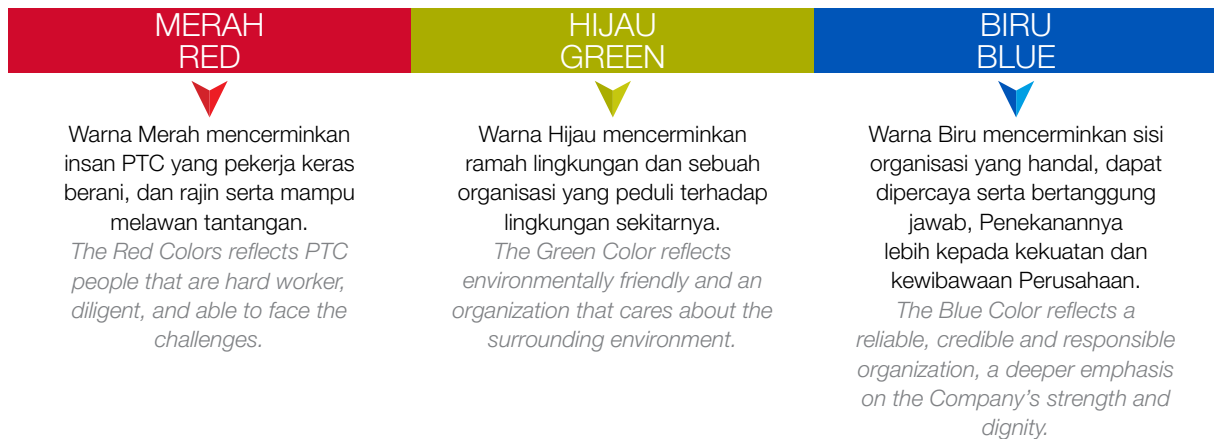 MERAH
RED
Warna Merah mencerminkan
insan PTC yang pekerja keras
berani, dan rajin serta mampu
melawan tantangan.
The Red Colors reflects PTC
people that are hard worker,
diligent, and able to face the
challenges.
HIJAU
GREEN
Warna Hijau mencerminkan
ramah lingkungan dan sebuah
organisasi yang peduli terhadap
lingkungan sekitarnya.
The Green Color reflects
environmentally friendly and an
organization that cares about the
surrounding environment.
BIRU
BLUE
Warna Biru mencerminkan sisi
organisasi yang handal, dapat
dipercaya serta bertanggung
jawab, Penekanannya
lebih kepada kekuatan dan
kewibawaan Perusahaan.
The Blue Color reflects a
reliable, credible and responsible
organization, a deeper emphasis
on the Company’s strength and
dignity.